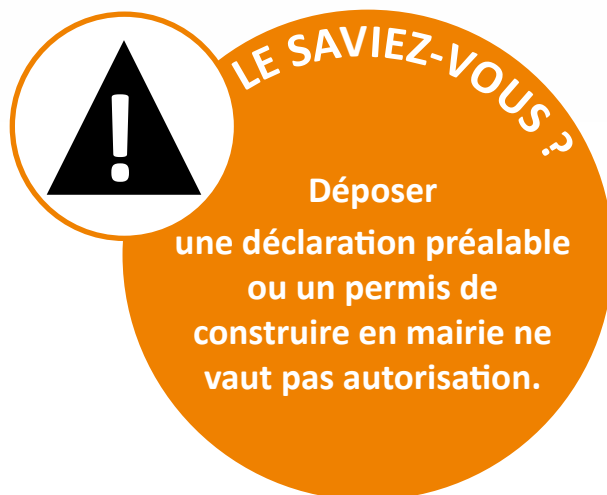 LE SAVIEZ-VOUS ?
!
Déposer
une déclaration préalable
ou un permis de
construire en mairie ne
vaut pas autorisation.